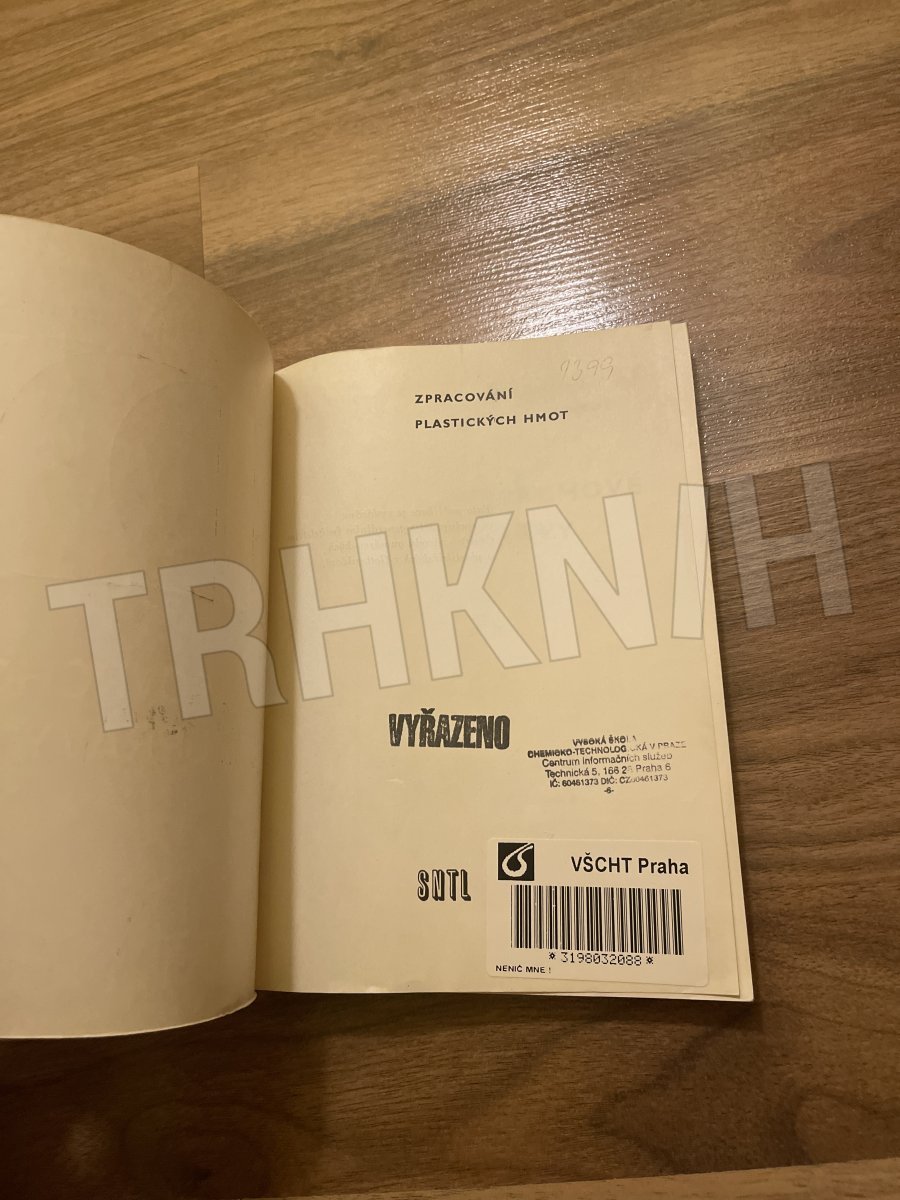 1399
ZPRACOVÁNÍ
PLASTICKÝCH HMOT
TRHKNIH
VYŘAZENO
VYSOKÁ ŠKOLA
CHEMICKO-TECHNOLOGICKÁ V PRAZE
Centrum informačních služeb
Technická 5, 166 28 Praha 6
IČ: 60461373 DIČ: CZ60461373
-6-
SNTL
VŠCHT Praha
*3198032088*
NENIČ MNE !